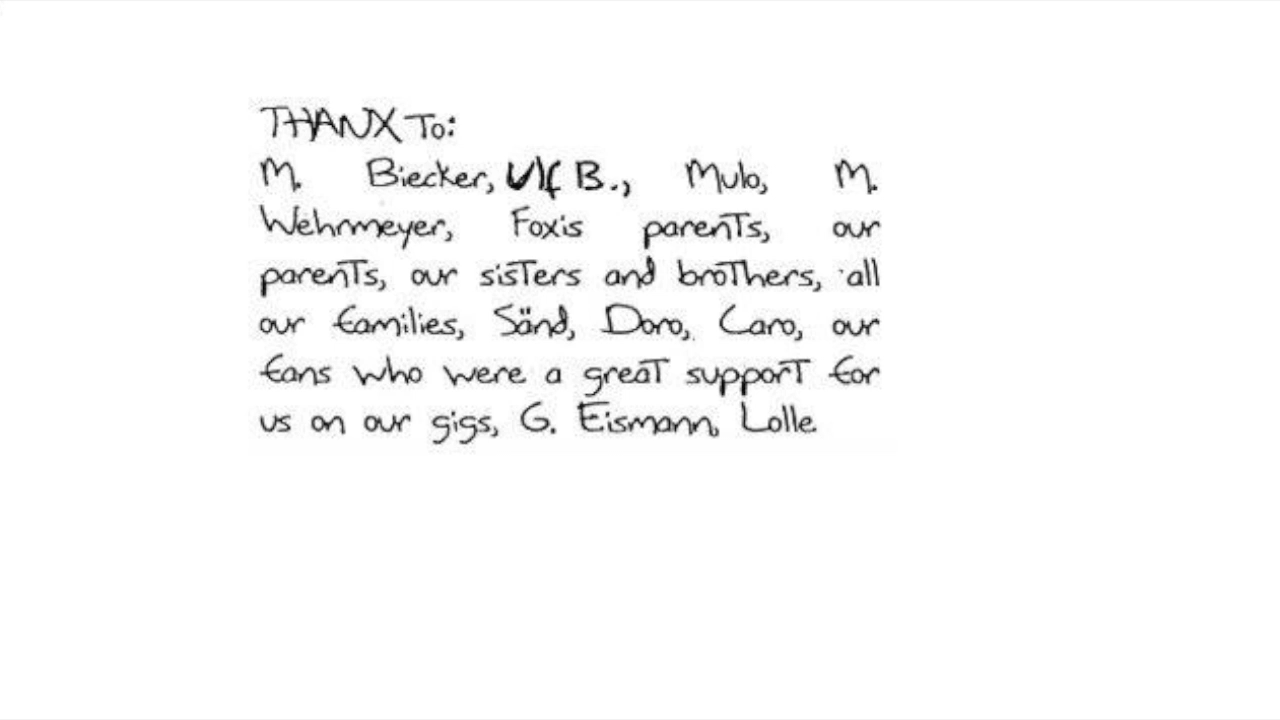 THANX To:
M. Biecker, Ulf B., Mulo, M.
Wehrmeyer, Foxis parents, our
parents, our sisters and brothers, all
our families, Sänd, Doro, Caro, our
fans who were a great support for
us on our gigs, G. Eismann, Lolle.